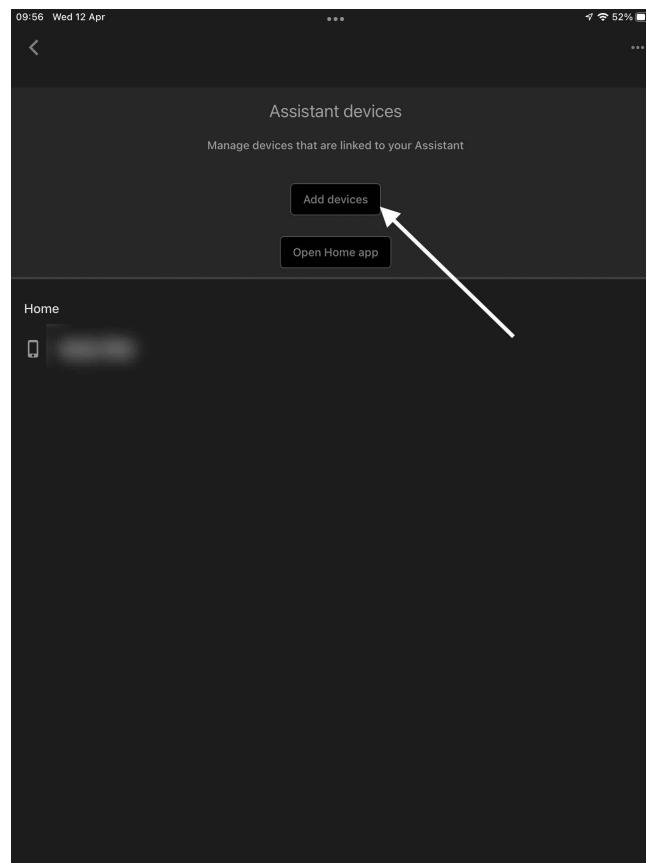 09:56 Wed 12 Apr
52%
Assistant devices
Manage devices that are linked to your Assistant
Add devices
Open Home app
Home